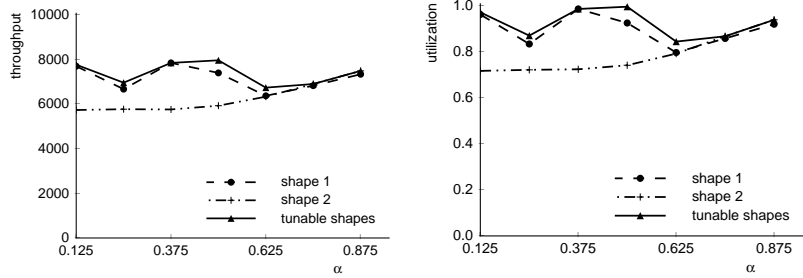 throughput
10000
8000
6000
4000
2000
0
0.125 0.375 0.625 0.875
α
shape 1
shape 2
tunable shapes
utilization
1.0
0.8
0.6
0.4
0.2
0.0
0.125 0.375 0.625 0.875
α
shape 1
shape 2
tunable shapes